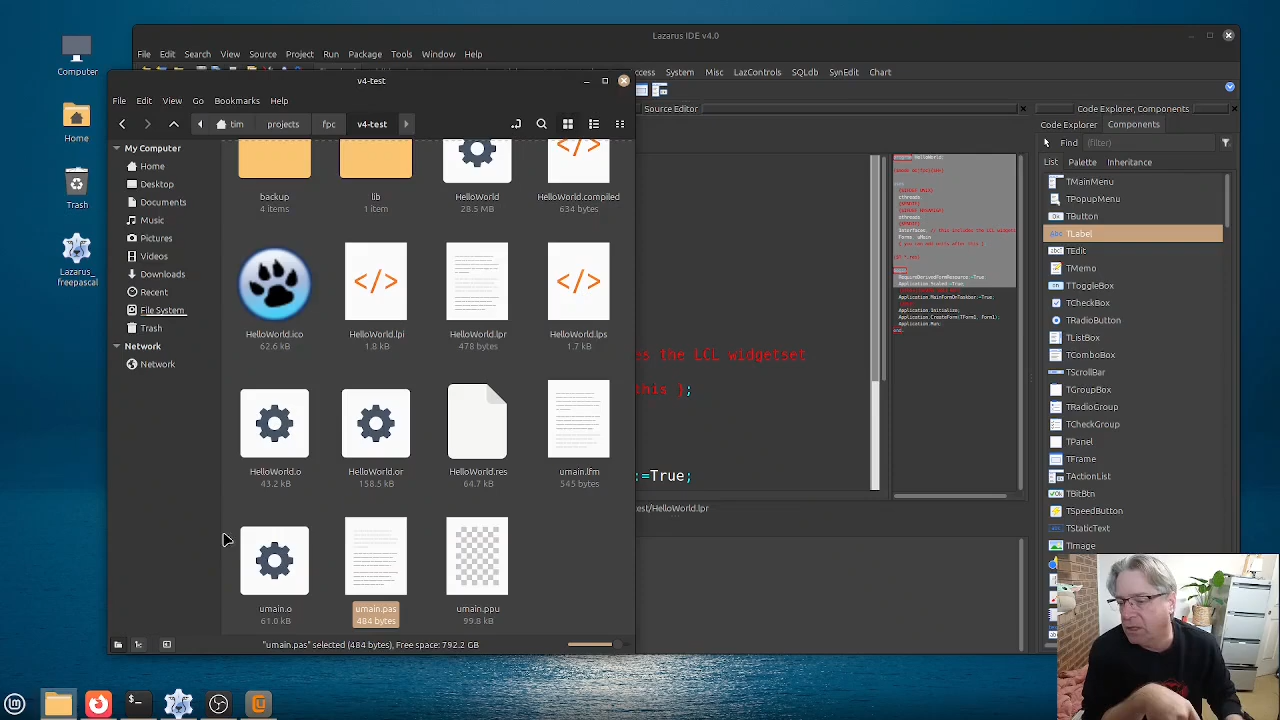 Computer
Home
Trash
lazarus_
freepascal
Lazarus IDE v4.0
File Edit Search View Source Project Run Package Tools Window Help
System Misc LazControls SQLdb SynEdit Chart
Source Editor
Code Explorer, Components
Code Explorer Components
Find (filter)
List Palette Inheritance
TMainMenu
TPopupMenu
TButton
TLabel
TEdit
TMemo
TToggleBox
TCheckBox
TRadioButton
TListBox
TComboBox
TScrollBar
TGroupBox
TRadioGroup
TCheckGroup
TPanel
TFrame
TActionList
TBitBtn
TSpeedButton
TStaticText
TImage
the LCL widgetset
this };
:=True;
test/HelloWorld.lpr
v4-test
File Edit View Go Bookmarks Help
tim projects fpc v4-test
My Computer
Home
Desktop
Documents
Music
Pictures
Videos
Downloads
Recent
File System
Trash
Network
Network
backup
4 items
lib
1 item
HelloWorld
28.5 MB
HelloWorld.compiled
634 bytes
HelloWorld.ico
62.6 kB
HelloWorld.lpi
1.8 kB
HelloWorld.lpr
478 bytes
HelloWorld.lps
1.7 kB
HelloWorld.o
43.2 kB
HelloWorld.or
158.5 kB
HelloWorld.res
64.7 kB
umain.lfm
545 bytes
umain.o
61.0 kB
umain.pas
484 bytes
umain.ppu
99.8 kB
"umain.pas" selected (484 bytes), Free space: 792.2 GB